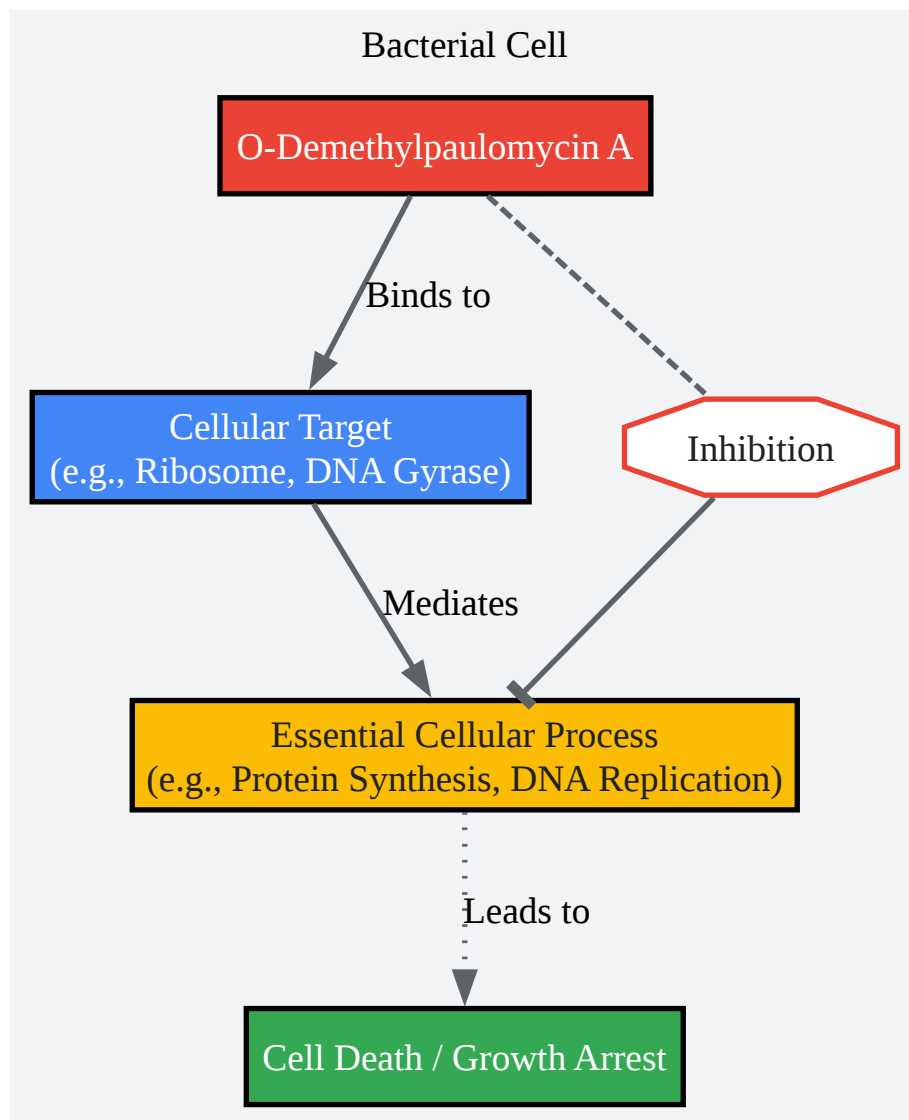 Bacterial Cell
O-Demethylpaulomycin A
Binds to
Cellular Target
(e.g., Ribosome, DNA Gyrase)
Inhibition
Mediates
Essential Cellular Process
(e.g., Protein Synthesis, DNA Replication)
Leads to
Cell Death / Growth Arrest